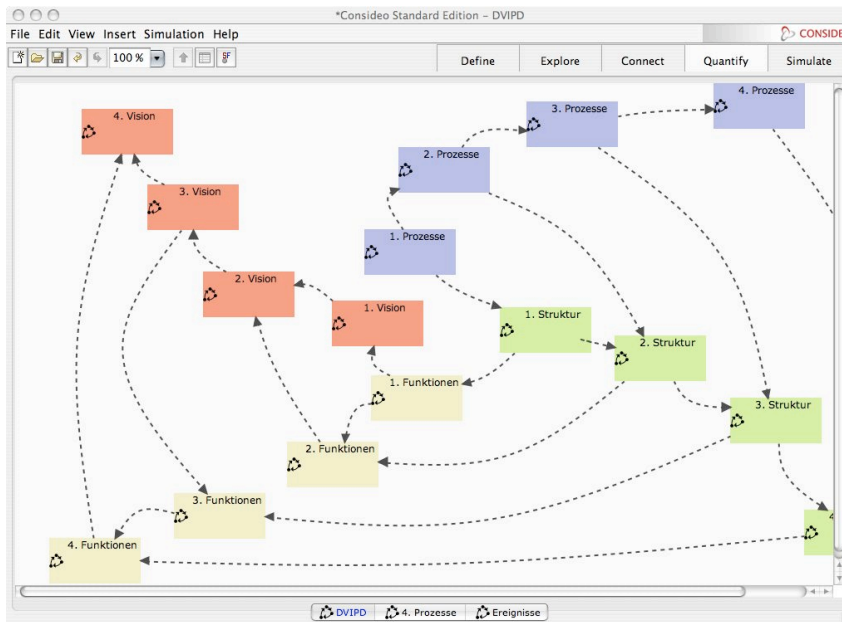 *Consideo Standard Edition – DVIPD
File Edit View Insert Simulation Help
CONSIDE
100 %
SF
Define Explore Connect Quantify Simulate
4. Prozesse
3. Prozesse
4. Vision
2. Prozesse
3. Vision
1. Prozesse
2. Vision
1. Vision
1. Struktur
2. Struktur
1. Funktionen
3. Struktur
2. Funktionen
3. Funktionen
4
4. Funktionen
DVIPD 4. Prozesse Ereignisse